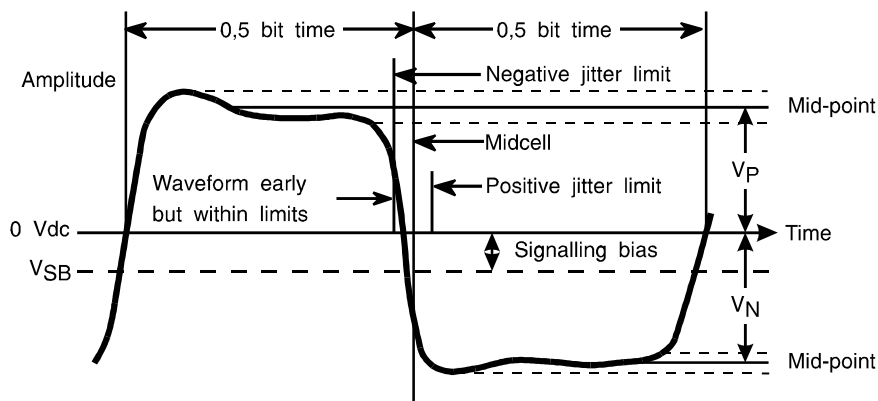 0,5 bit time
0,5 bit time
Amplitude
Negative jitter limit
Mid-point
Midcell
VP
Waveform early
but within limits
Positive jitter limit
0 Vdc
Time
Signalling bias
VSB
VN
Mid-point